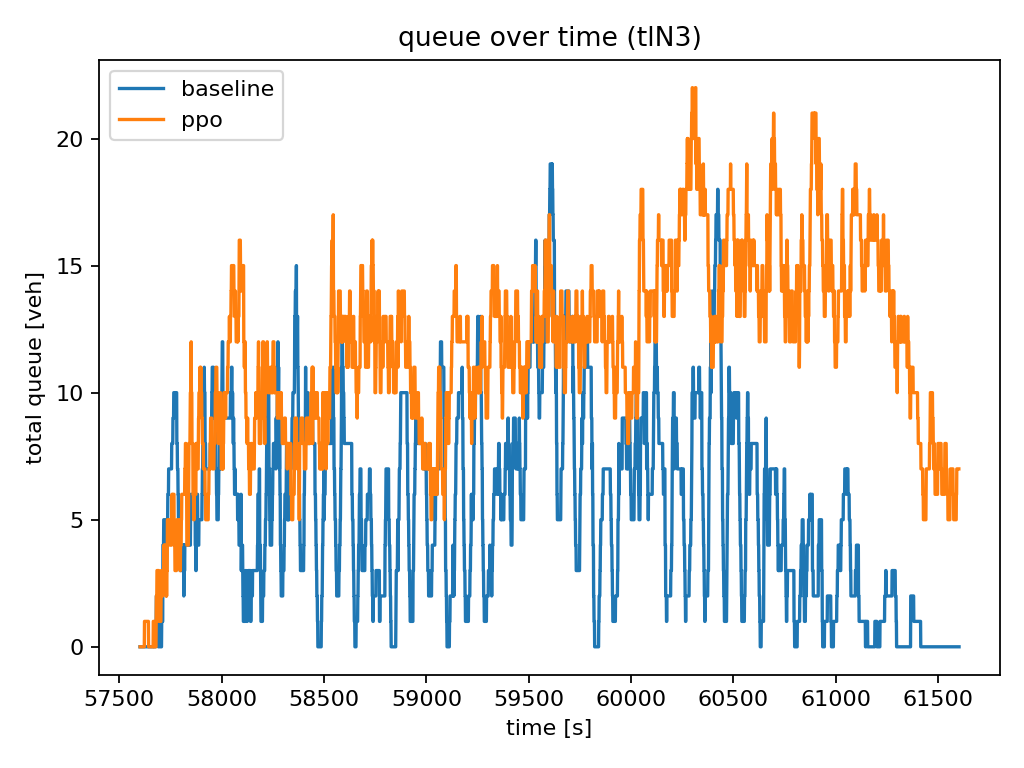 queue over time (tlN3)
baseline
ppo
total queue [veh]
20
15
10
5
0
57500 58000 58500 59000 59500 60000 60500 61000 61500
time [s]